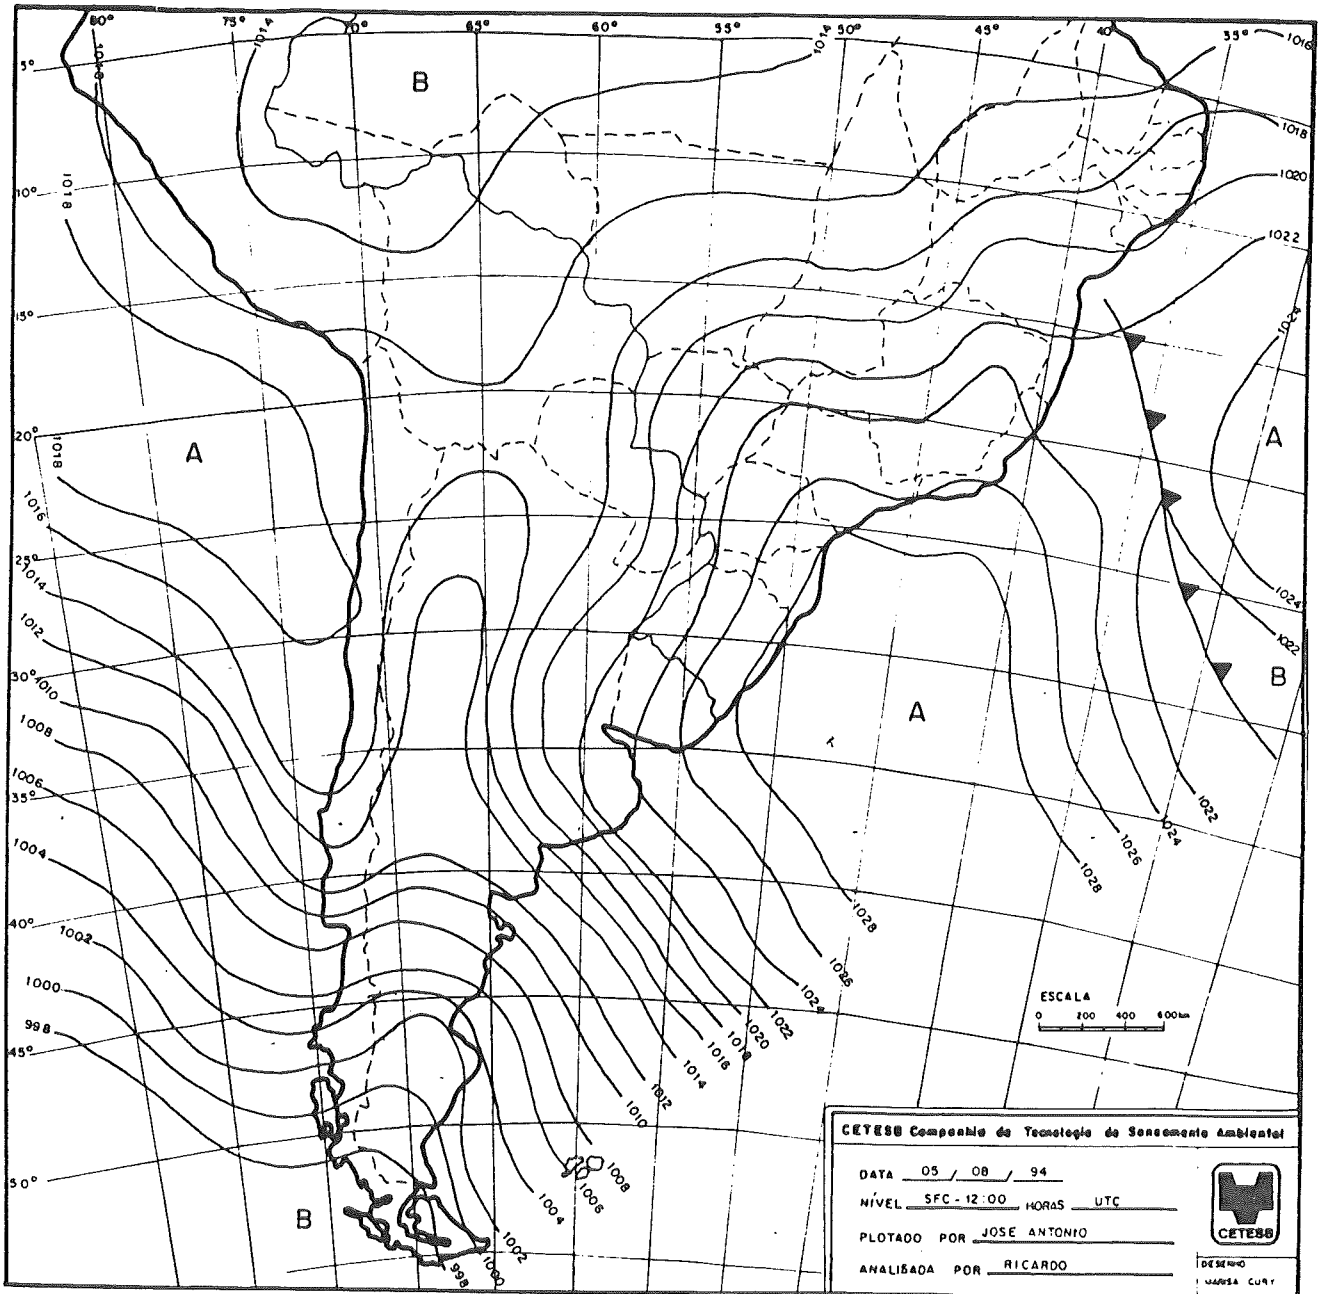 80° 75° 70° 65° 60° 55° 50° 45° 40° 35°
1014
1014
1016
5°
B
1018
10°
1018
1020
1022
15°
1024
20°
1018
A
A
1016
25°
1014
1024
1012
1022
30°
1010
B
A
1008
1006
35°
1022
1004
1024
1026
1028
40°
1028
1002
1026
1000
998
ESCALA
0 200 400 600 km
1022
1020
1018
1016
45°
1014
1012
1010
CETESB Companhia de Tecnologia de Saneamento Ambiental
DATA 05 / 08 / 94
NÍVEL SFC - 12:00 HORAS UTC
PLOTADO POR JOSE ANTONIO
ANALISADA POR RICARDO
CETESB
DESENHO
MARISA CURY
50°
1008
1006
1004
B
1002
1000
998